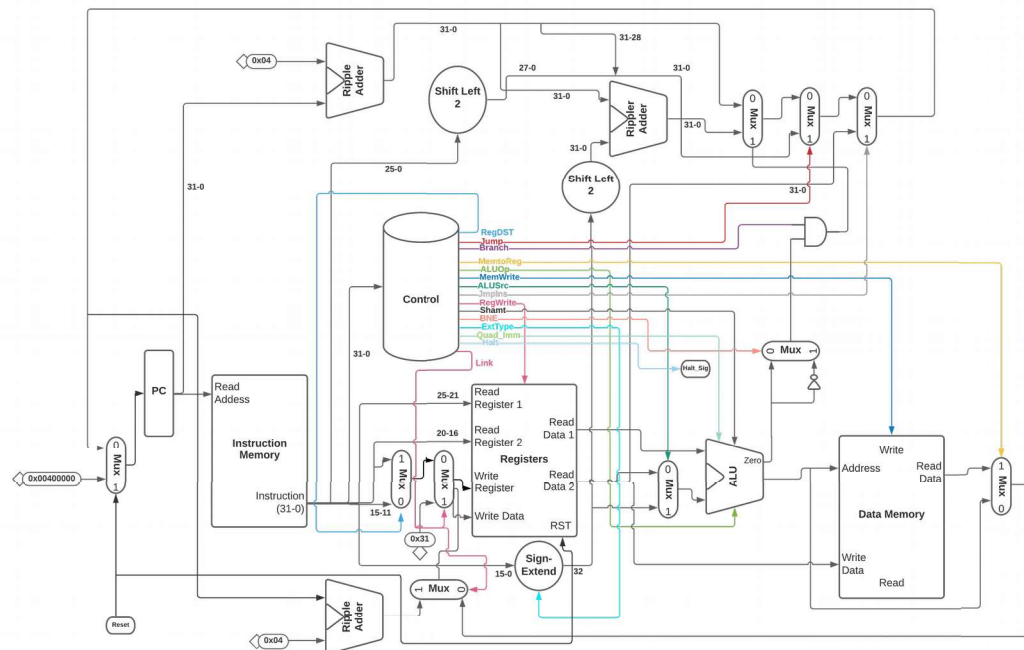 31-0
31-28
0x04
Ripple
Adder
Shift Left
2
27-0
31-0
31-0
Rippler
Adder
31-0
0
Mux
1
0
Mux
1
0
Mux
1
31-0
25-0
31-0
Shift Left
2
31-0
RegDST
Jump
Branch
MemtoReg
ALUOp
MemWrite
ALUSrc
JmpIns
RegWrite
Shamt
BNE
ExtType
Quad_Imm
Halt
Control
Link
31-0
Halt_Sig
0
Mux
1
PC
Read
Address
Instruction
Memory
Instruction
(31-0)
25-21
20-16
15-11
Read
Register 1
Read
Register 2
Registers
Write
Register
Write Data
Read
Data 1
Read
Data 2
RST
1
Mux
0
0
Mux
1
0x31
0
Mux
1
0x00400000
0
Mux
1
ALU
Zero
Write
Address
Read
Data
Data Memory
Write
Data
Read
1
Mux
0
Sign-
Extend
15-0
32
1
Mux
0
Ripple
Adder
0x04
Reset